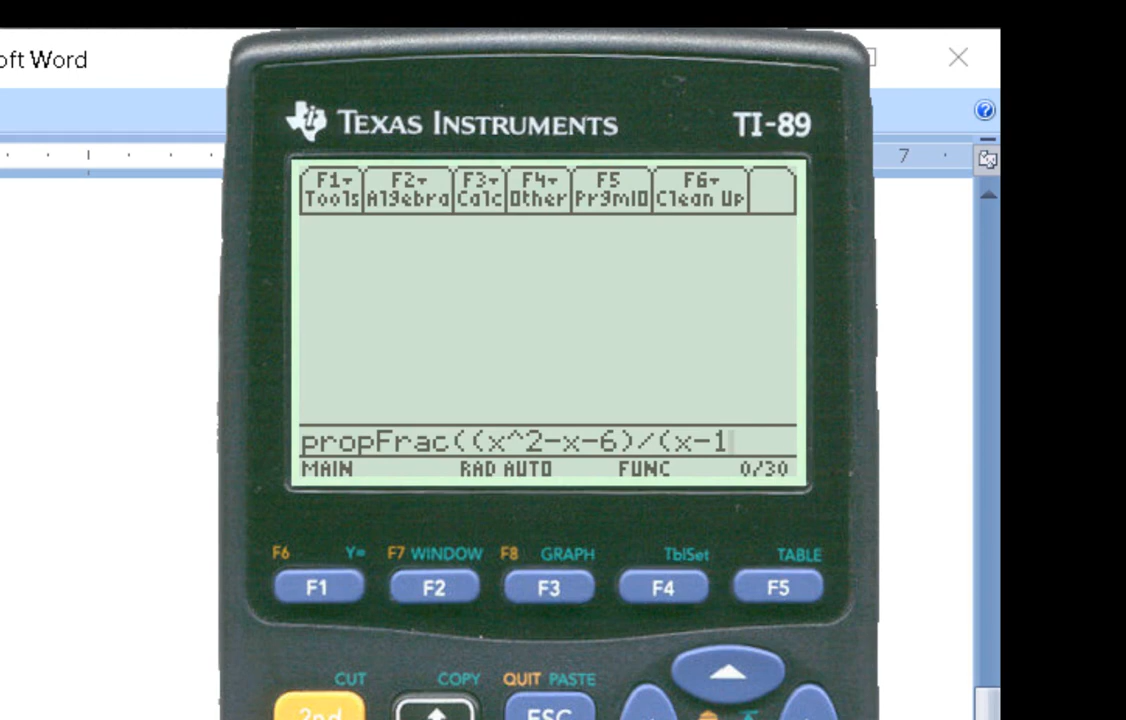 oft Word
7
TEXAS INSTRUMENTS TI-89
F1 F2 F3 F4 F5 F6
Tools Algebra Calc Other PrgmIO Clean Up
propFrac((x^2-x-6)/(x-1
MAIN RAD AUTO FUNC 0/30
F6 Y= F7 WINDOW F8 GRAPH TblSet TABLE
F1 F2 F3 F4 F5
CUT COPY QUIT PASTE
2nd ESC